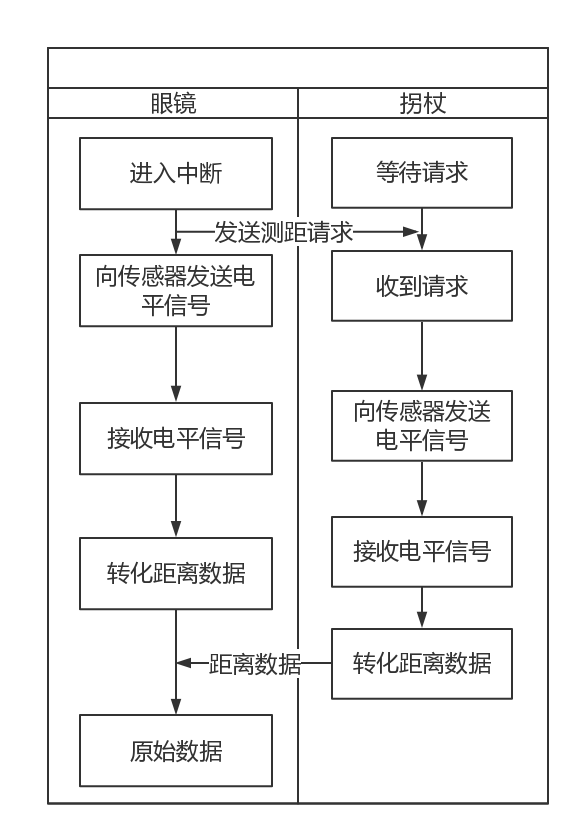 眼镜
拐杖
进入中断
等待请求
发送测距请求
向传感器发送电
平信号
收到请求
接收电平信号
向传感器发送
电平信号
转化距离数据
接收电平信号
距离数据
转化距离数据
原始数据